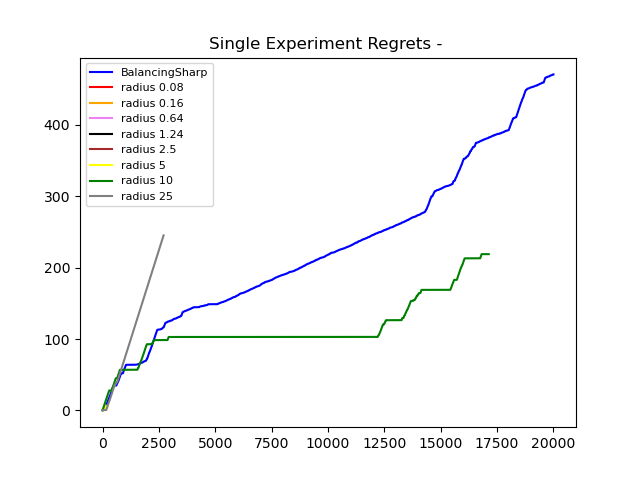 Single Experiment Regrets -
BalancingSharp
radius 0.08
radius 0.16
radius 0.64
radius 1.24
radius 2.5
radius 5
radius 10
radius 25
400
300
200
100
0
0 2500 5000 7500 10000 12500 15000 17500 20000